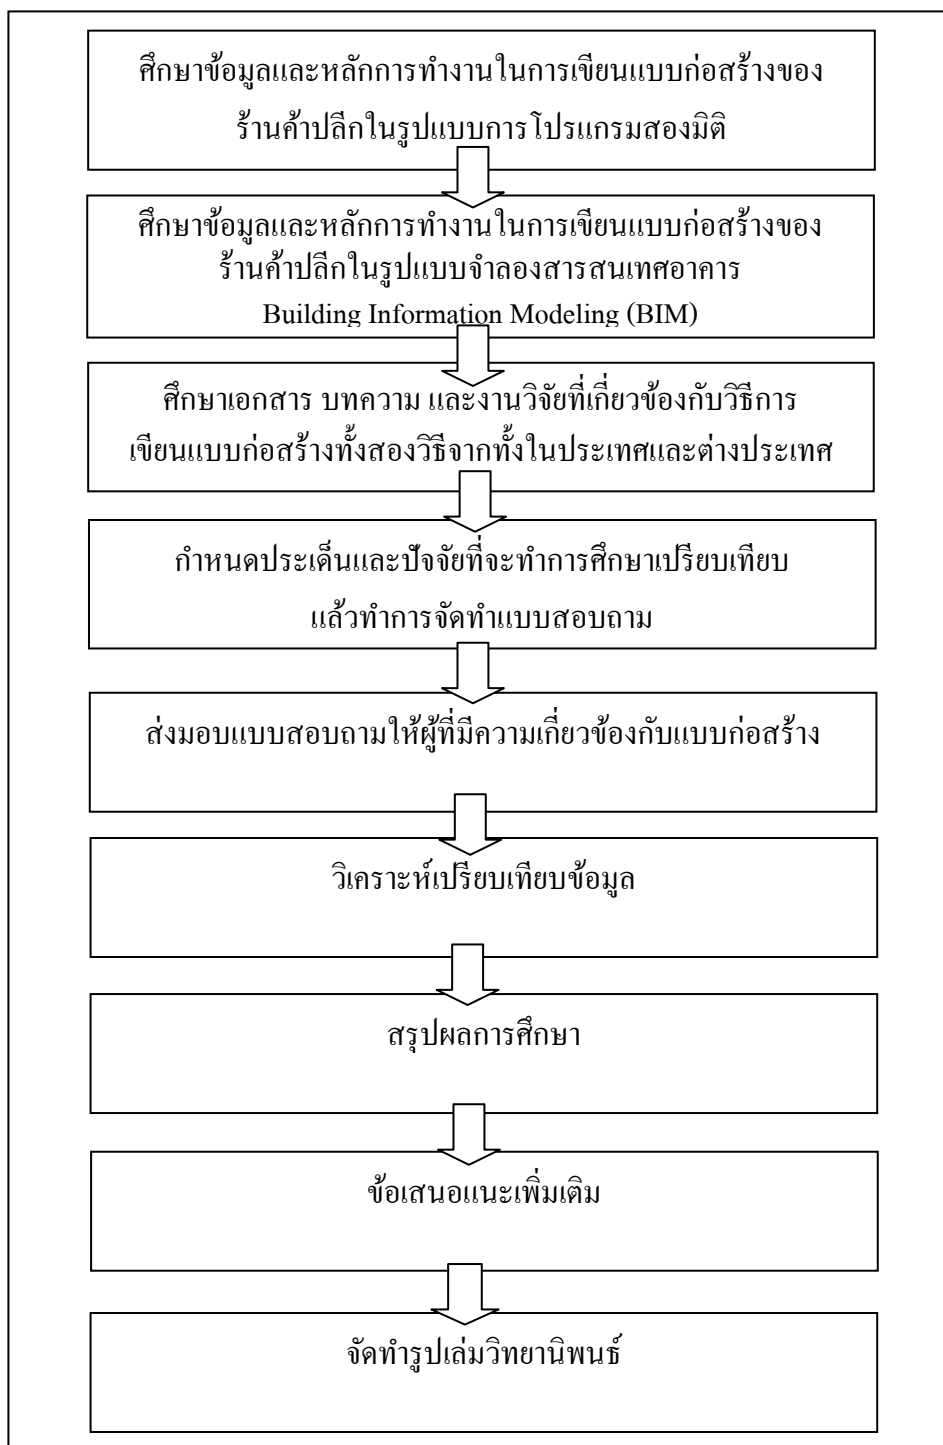 ศึกษาข้อมูลและหลักการทำงานในการเขียนแบบก่อสร้างของ
ร้านค้าปลีกในรูปแบบการโปรแกรมสองมิติ
ศึกษาข้อมูลและหลักการทำงานในการเขียนแบบก่อสร้างของ
ร้านค้าปลีกในรูปแบบจำลองสารสนเทศอาคาร
Building Information Modeling (BIM)
ศึกษาเอกสาร บทความ และงานวิจัยที่เกี่ยวข้องกับวิธีการ
เขียนแบบก่อสร้างทั้งสองวิธีจากทั้งในประเทศและต่างประเทศ
กำหนดประเด็นและปัจจัยที่จะทำการศึกษาเปรียบเทียบ
แล้วทำการจัดทำแบบสอบถาม
ส่งมอบแบบสอบถามให้ผู้ที่มีความเกี่ยวข้องกับแบบก่อสร้าง
วิเคราะห์เปรียบเทียบข้อมูล
สรุปผลการศึกษา
ข้อเสนอแนะเพิ่มเติม
จัดทำรูปเล่มวิทยานิพนธ์